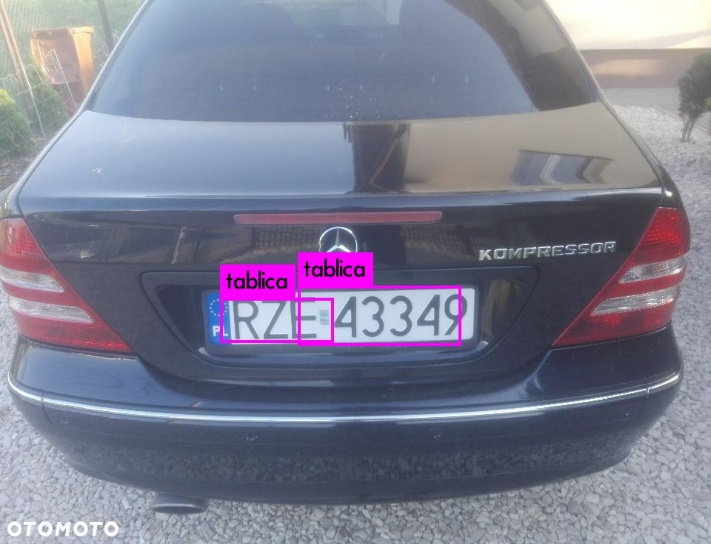 KOMPRESSOR
tablica
tablica
PL RZE 43349
OTOMOTO